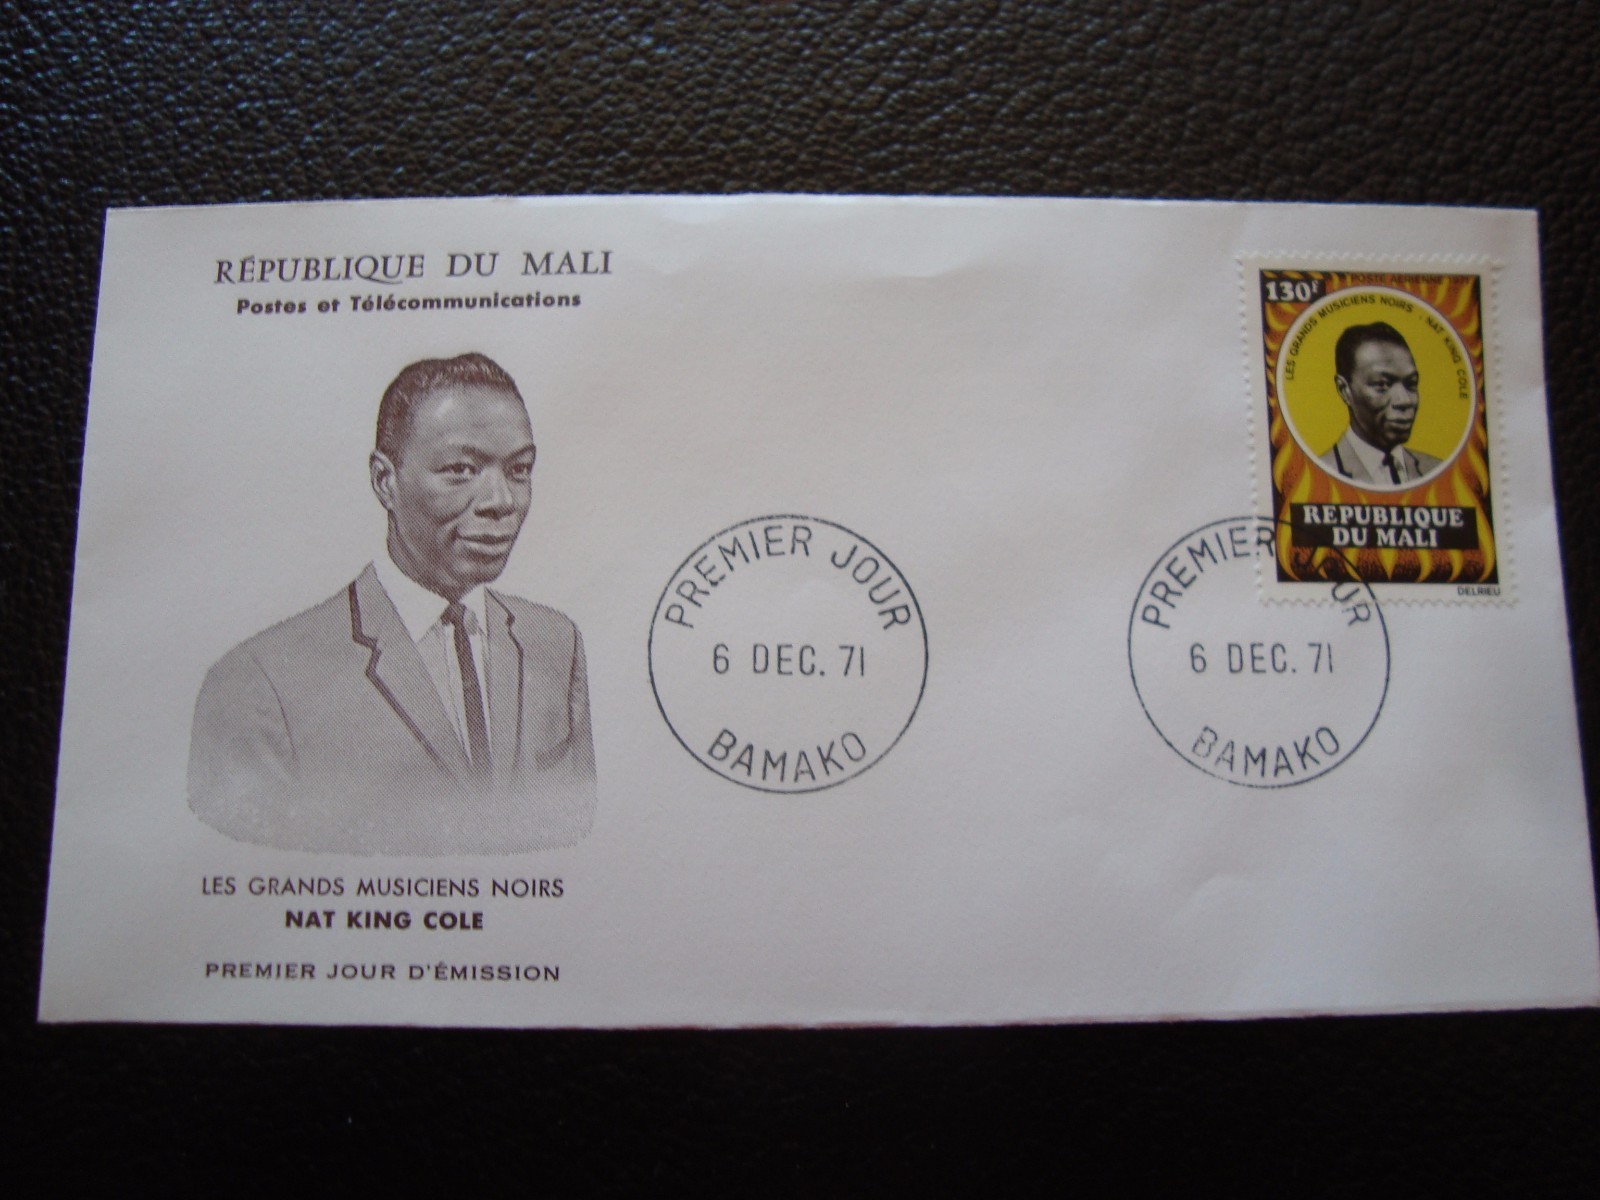 RÉPUBLIQUE DU MALI
Postes et Télécommunications
LES GRANDS MUSICIENS NOIRS
NAT KING COLE
PREMIER JOUR D'ÉMISSION
PREMIER JOUR
6 DEC. 71
BAMAKO
130F
POSTE AÉRIENNE 1971
LES GRANDS MUSICIENS NOIRS - NAT KING COLE
REPUBLIQUE
DU MALI
DELRIEU
PREMIER JOUR
6 DEC. 71
BAMAKO